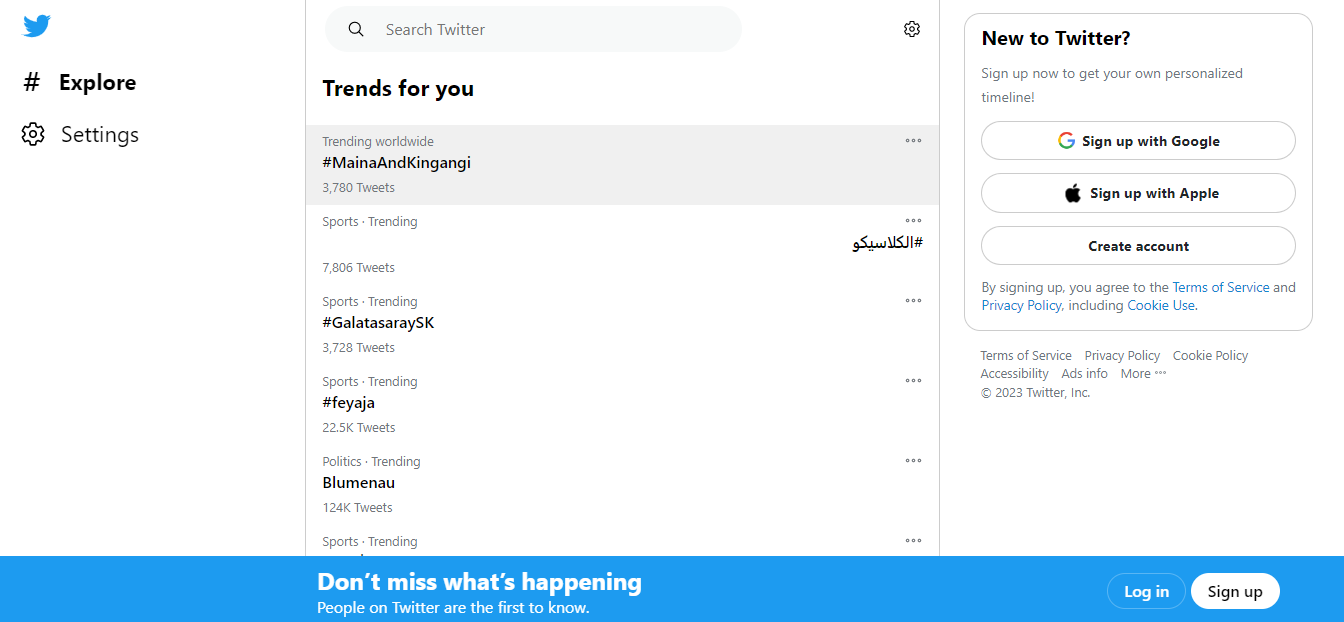 Explore
Settings
Search Twitter
Trends for you
Trending worldwide
#MainaAndKingangi
3,780 Tweets
Sports · Trending
#الكلاسيكو
7,806 Tweets
Sports · Trending
#GalatasaraySK
3,728 Tweets
Sports · Trending
#feyaja
22.5K Tweets
Politics · Trending
Blumenau
124K Tweets
Sports · Trending
New to Twitter?
Sign up now to get your own personalized
timeline!
Sign up with Google
Sign up with Apple
Create account
By signing up, you agree to the Terms of Service and
Privacy Policy, including Cookie Use.
Terms of Service Privacy Policy Cookie Policy
Accessibility Ads info More
© 2023 Twitter, Inc.
Don’t miss what’s happening
People on Twitter are the first to know.
Log in
Sign up